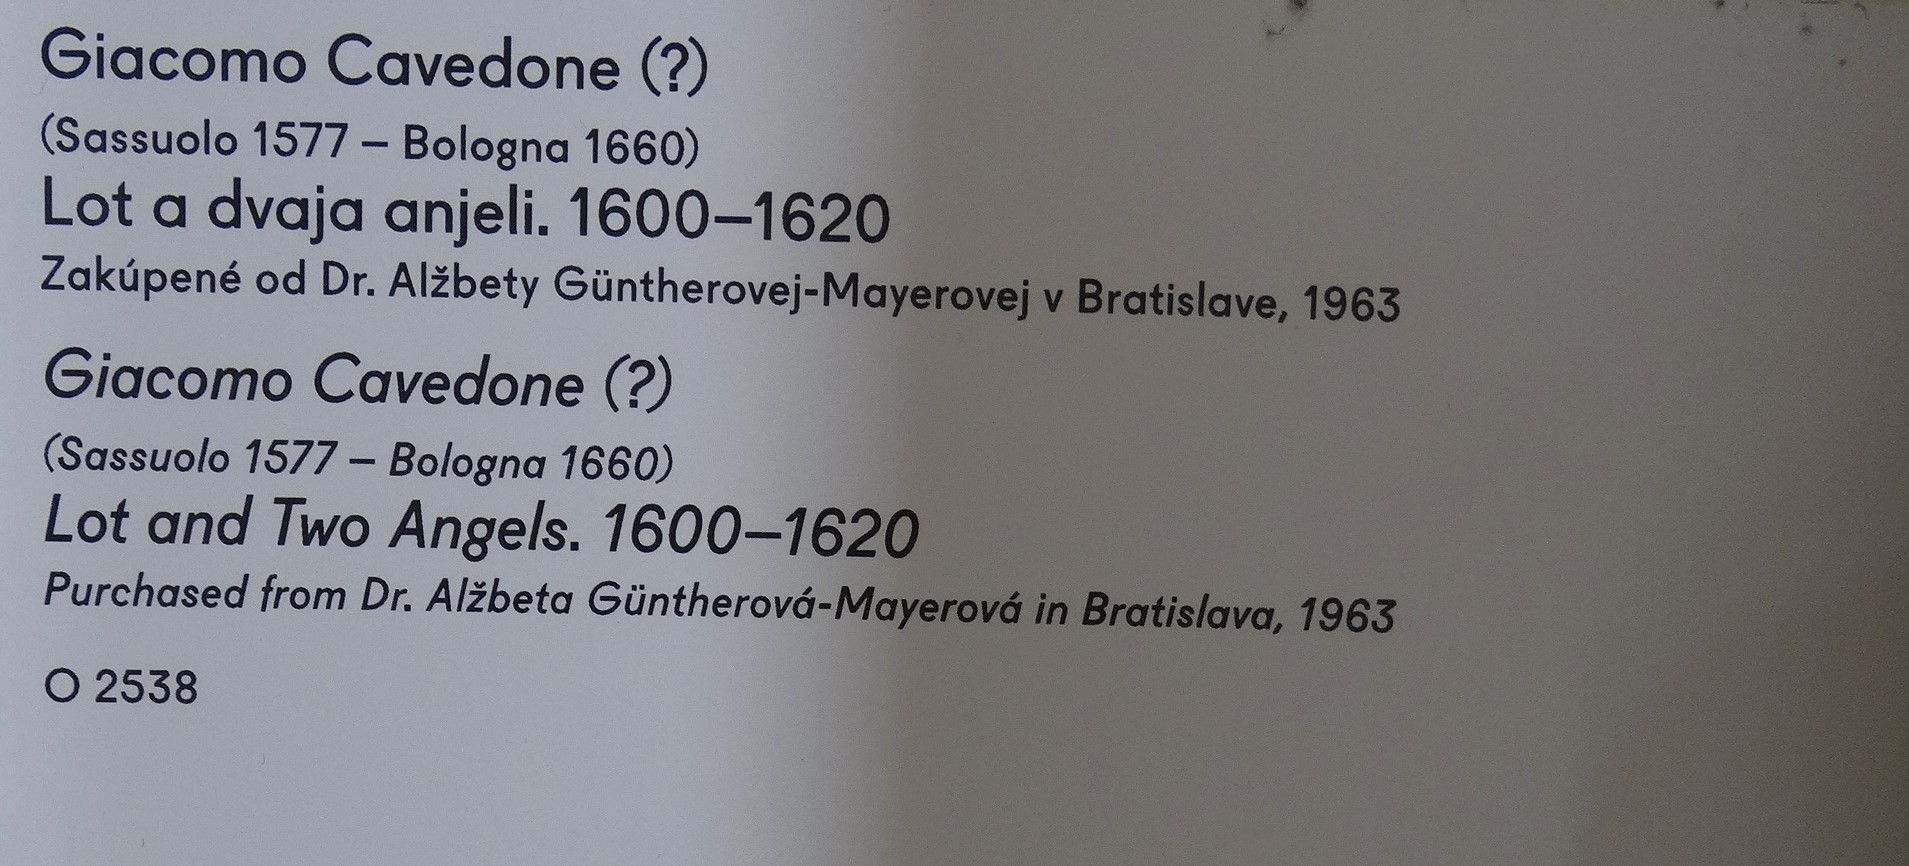 Giacomo Cavedone (?)
(Sassuolo 1577 – Bologna 1660)
Lot a dvaja anjeli. 1600–1620
Zakúpené od Dr. Alžbety Güntherovej-Mayerovej v Bratislave, 1963
Giacomo Cavedone (?)
(Sassuolo 1577 – Bologna 1660)
Lot and Two Angels. 1600–1620
Purchased from Dr. Alžbeta Güntherová-Mayerová in Bratislava, 1963
O 2538